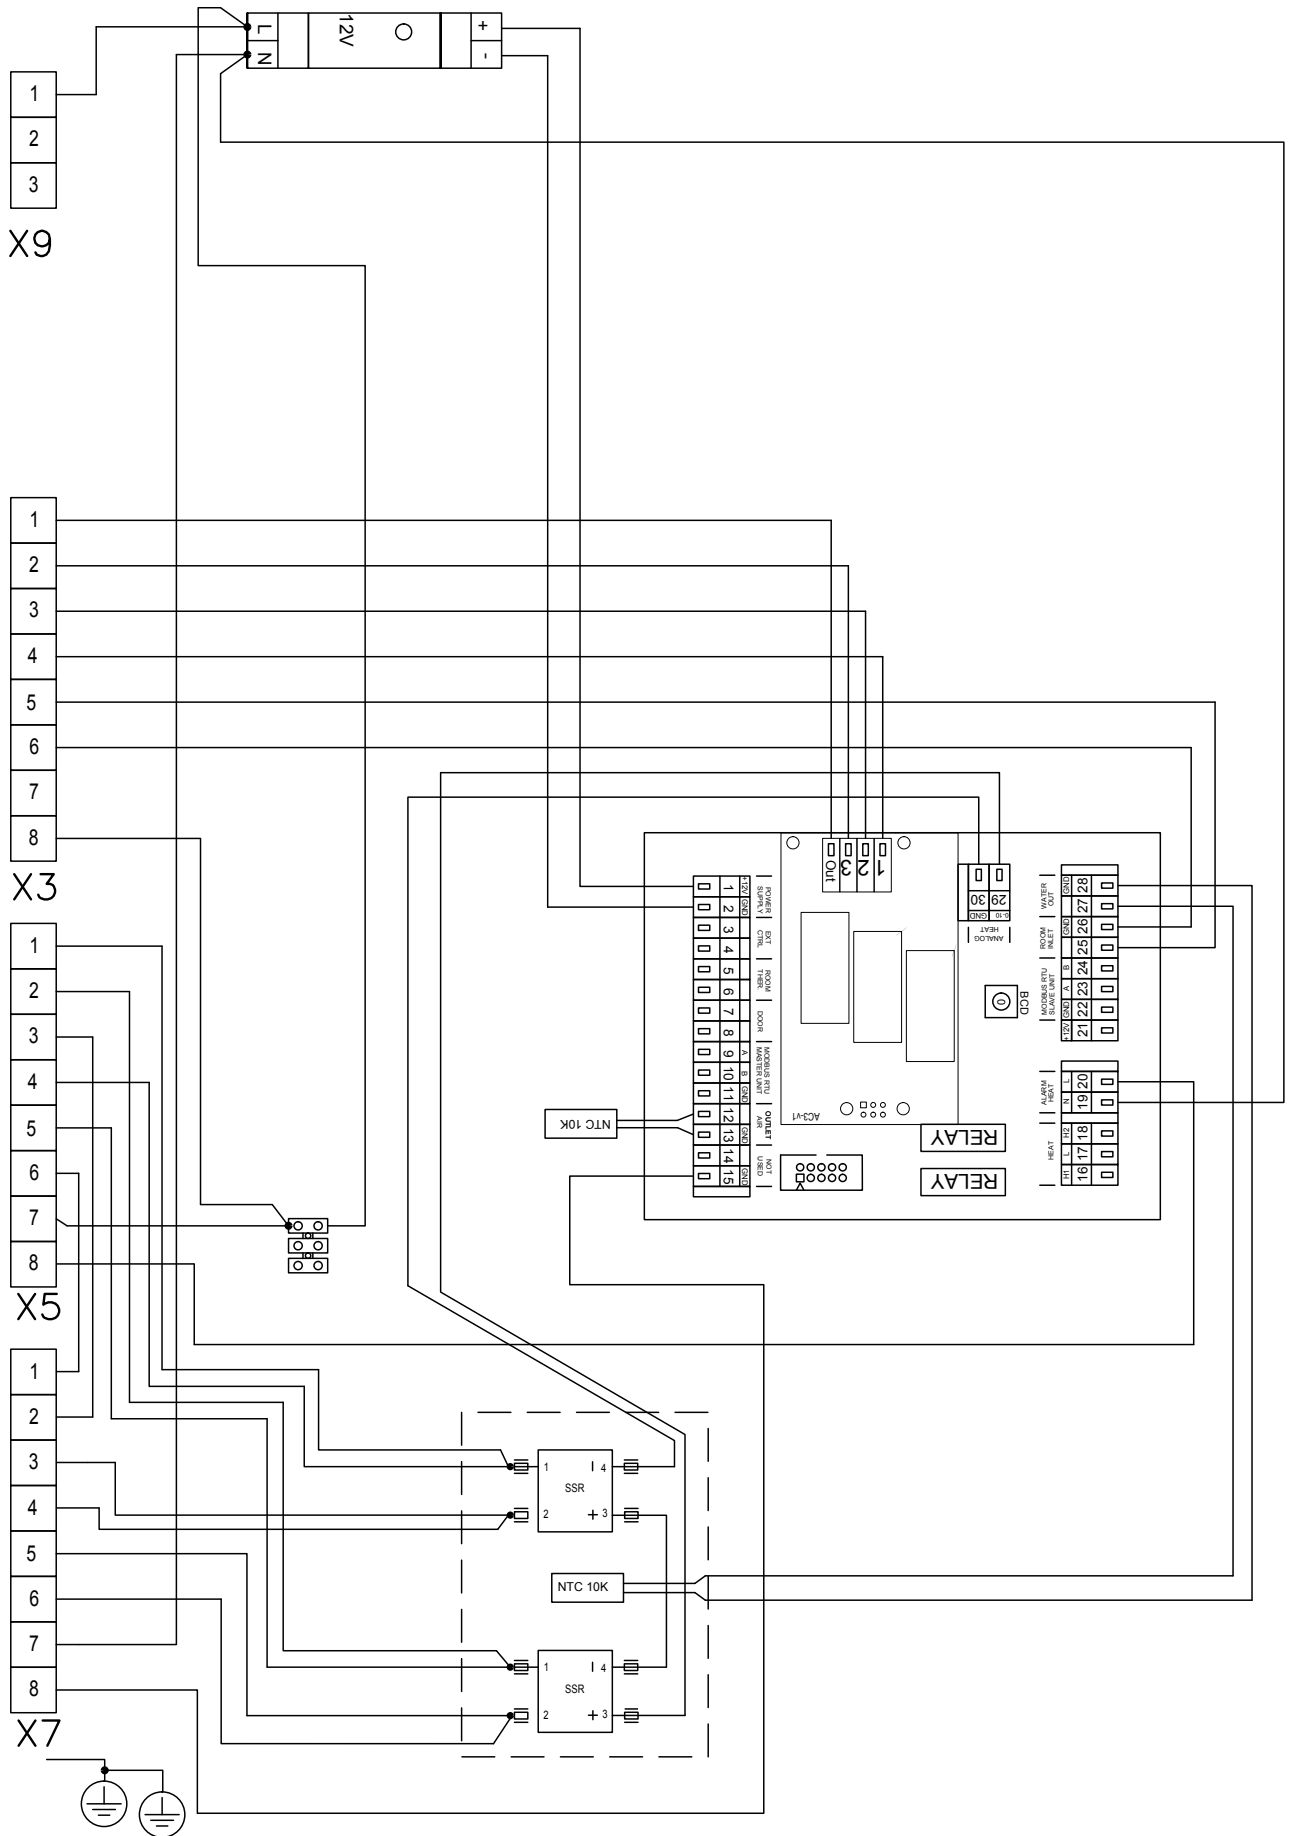 L
N
12V
+
-
1
2
3
X9
1
2
3
4
5
6
7
8
X3
1
2
3
4
5
6
7
8
X5
1
2
3
4
5
6
7
8
X7
Out
3
2
1
30
29
GND
0-10
ANALOG
HEAT
BCD
0
AC3-v1
RELAY
RELAY
1 +12V
2 GND
POWER
SUPPLY
3
4
EXT
CTRL
5
6
ROOM
THER.
7
8
DOOR
9 A
10 B
11 GND
MODBUS RTU
MASTER UNIT
12
13 GND
OUTLET
AIR
14
15 GND
NOT
USED
WATER
OUT
GND 28
27
ROOM
INLET
GND 26
25
MODBUS RTU
SLAVE UNIT
B 24
A 23
GND 22
+12V 21
ALARM
HEAT
L 20
N 19
HEAT
H2 18
L 17
H1 16
NTC 10K
1
4
SSR
2
+ 3
NTC 10K
1
4
SSR
2
+ 3